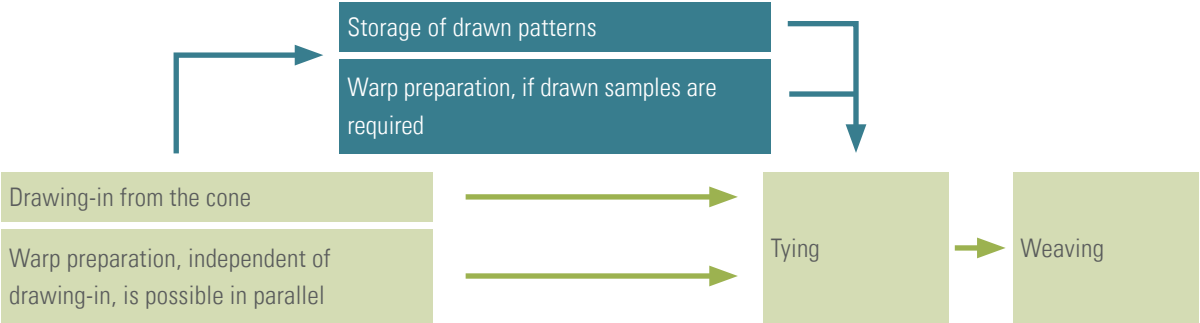 Storage of drawn patterns
Warp preparation, if drawn samples are
required
Drawing-in from the cone
Warp preparation, independent of
drawing-in, is possible in parallel
Tying
Weaving